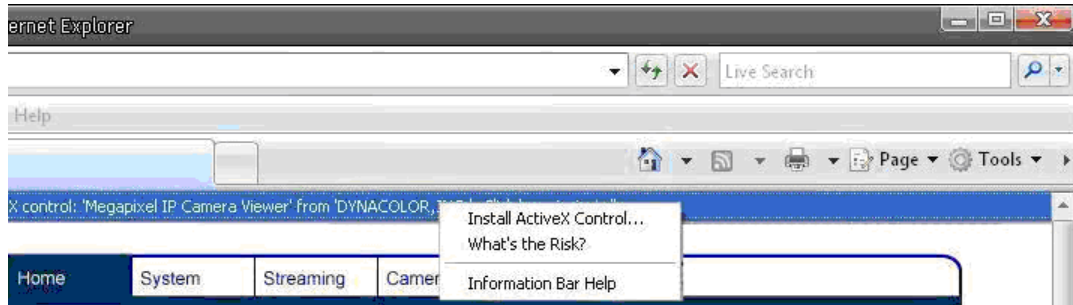 ernet Explorer
Live Search
Help
Page Tools
X control: 'Megapixel IP Camera Viewer' from 'DYNACOLOR,
Install ActiveX Control...
What's the Risk?
Information Bar Help
Home System Streaming Camer